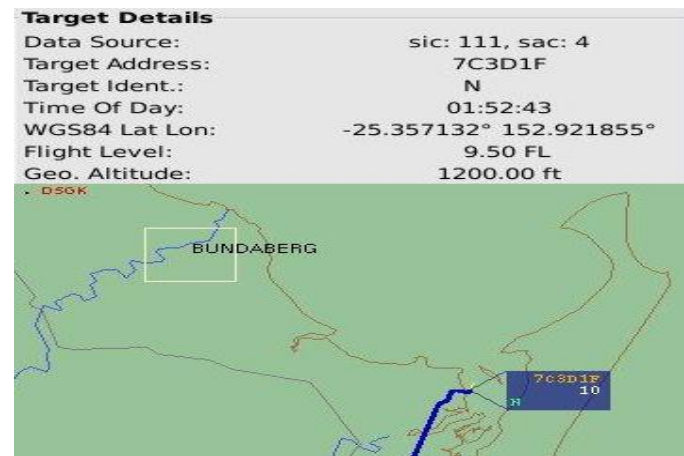 Target Details
Data Source: sic: 111, sac: 4
Target Address: 7C3D1F
Target Ident.: N
Time Of Day: 01:52:43
WGS84 Lat Lon: -25.357132° 152.921855°
Flight Level: 9.50 FL
Geo. Altitude: 1200.00 ft
DSGK
BUNDABERG
7C3D1F
10
N